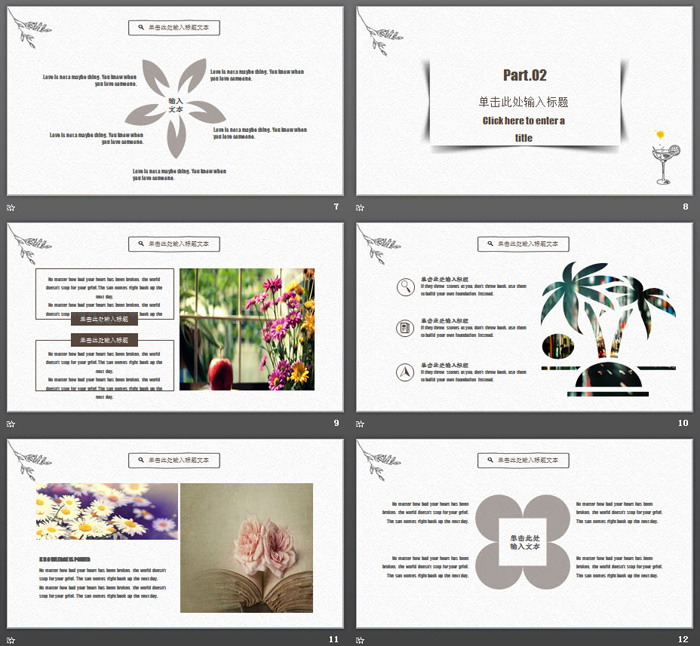 单击此处输入标题文本
Love is not a maybe thing. You know when
you love someone.
Love is not a maybe thing. You know when
you love someone.
输入
文本
Love is not a maybe thing. You know when
you love someone.
Love is not a maybe thing. You know when
you love someone.
Love is not a maybe thing. You know when
you love someone.
7
Part.02
单击此处输入标题
Click here to enter a
title
8
单击此处输入标题文本
No matter how bad your heart has been broken, the world
doesn't stop for your grief. The sun comes right back up the
next day.
No matter how bad your heart has been broken, the world
doesn't stop for your grief. The sun comes right back up the
单击此处输入标题
单击此处输入标题
No matter how bad your heart has been broken, the world
doesn't stop for your grief. The sun comes right back up the
next day.
No matter how bad your heart has been broken, the world
doesn't stop for your grief. The sun comes right back up the
next day.
9
单击此处输入标题文本
单击此处输入标题
If they throw stones at you, don't throw back, use them
to build your own foundation instead.
单击此处输入标题
If they throw stones at you, don't throw back, use them
to build your own foundation instead.
单击此处输入标题
If they throw stones at you, don't throw back, use them
to build your own foundation instead.
10
单击此处输入标题文本
No matter how bad your heart has been broken, the world doesn't
stop for your grief. The sun comes right back up the next day.
No matter how bad your heart has been broken, the world doesn't
stop for your grief. The sun comes right back up the next day.
11
单击此处输入标题文本
No matter how bad your heart has been
broken, the world doesn't stop for your grief.
The sun comes right back up the next day.
No matter how bad your heart has been
broken, the world doesn't stop for your grief.
The sun comes right back up the next day.
单击此处
输入文本
No matter how bad your heart has been
broken, the world doesn't stop for your grief.
The sun comes right back up the next day.
No matter how bad your heart has been
broken, the world doesn't stop for your grief.
The sun comes right back up the next day.
12